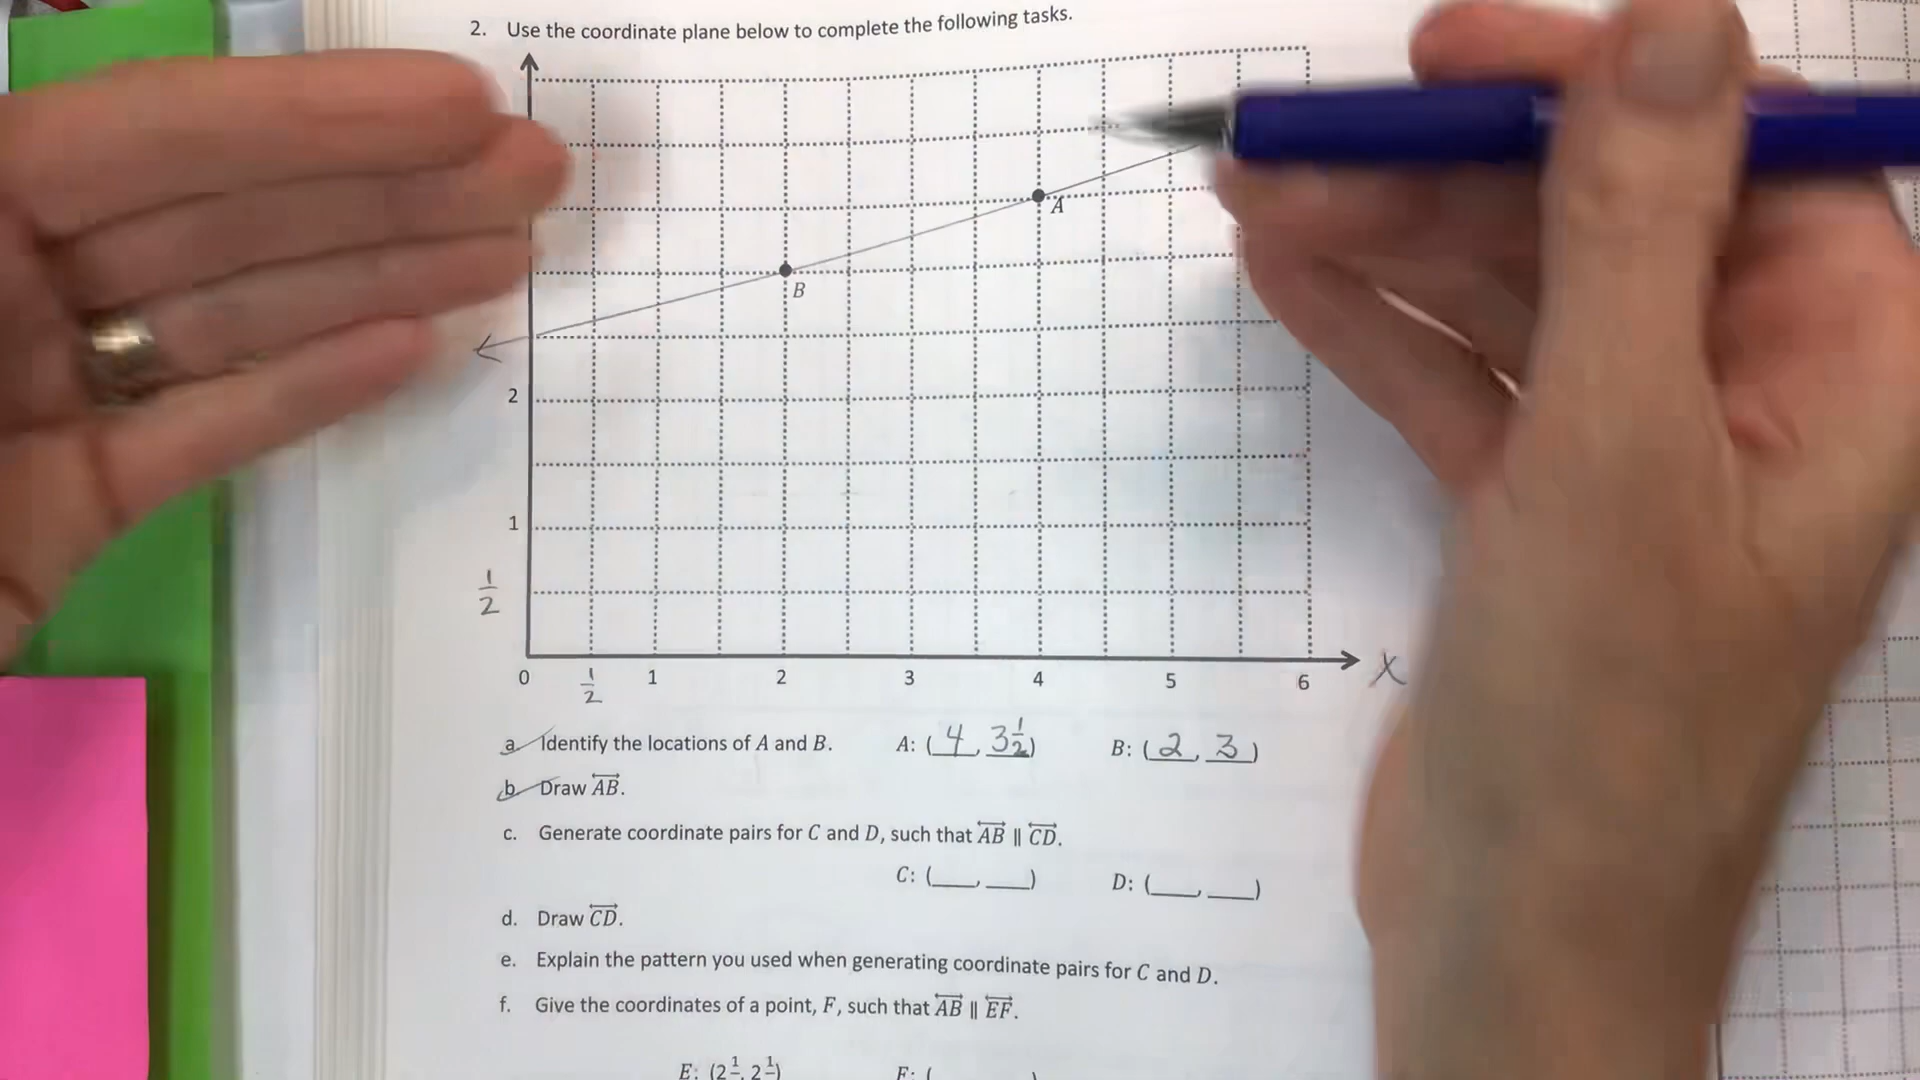 2. Use the coordinate plane below to complete the following tasks.
A
B
2
1
1/2
0 1/2 1 2 3 4 5 6 X
a. Identify the locations of A and B. A: (4, 3 1/2) B: (2, 3)
b. Draw AB.
c. Generate coordinate pairs for C and D, such that AB ∥ CD.
C: (___, ___) D: (___, ___)
d. Draw CD.
e. Explain the pattern you used when generating coordinate pairs for C and D.
f. Give the coordinates of a point, F, such that AB ∥ EF.
E: (2 1/2, 2 1/2) F: (